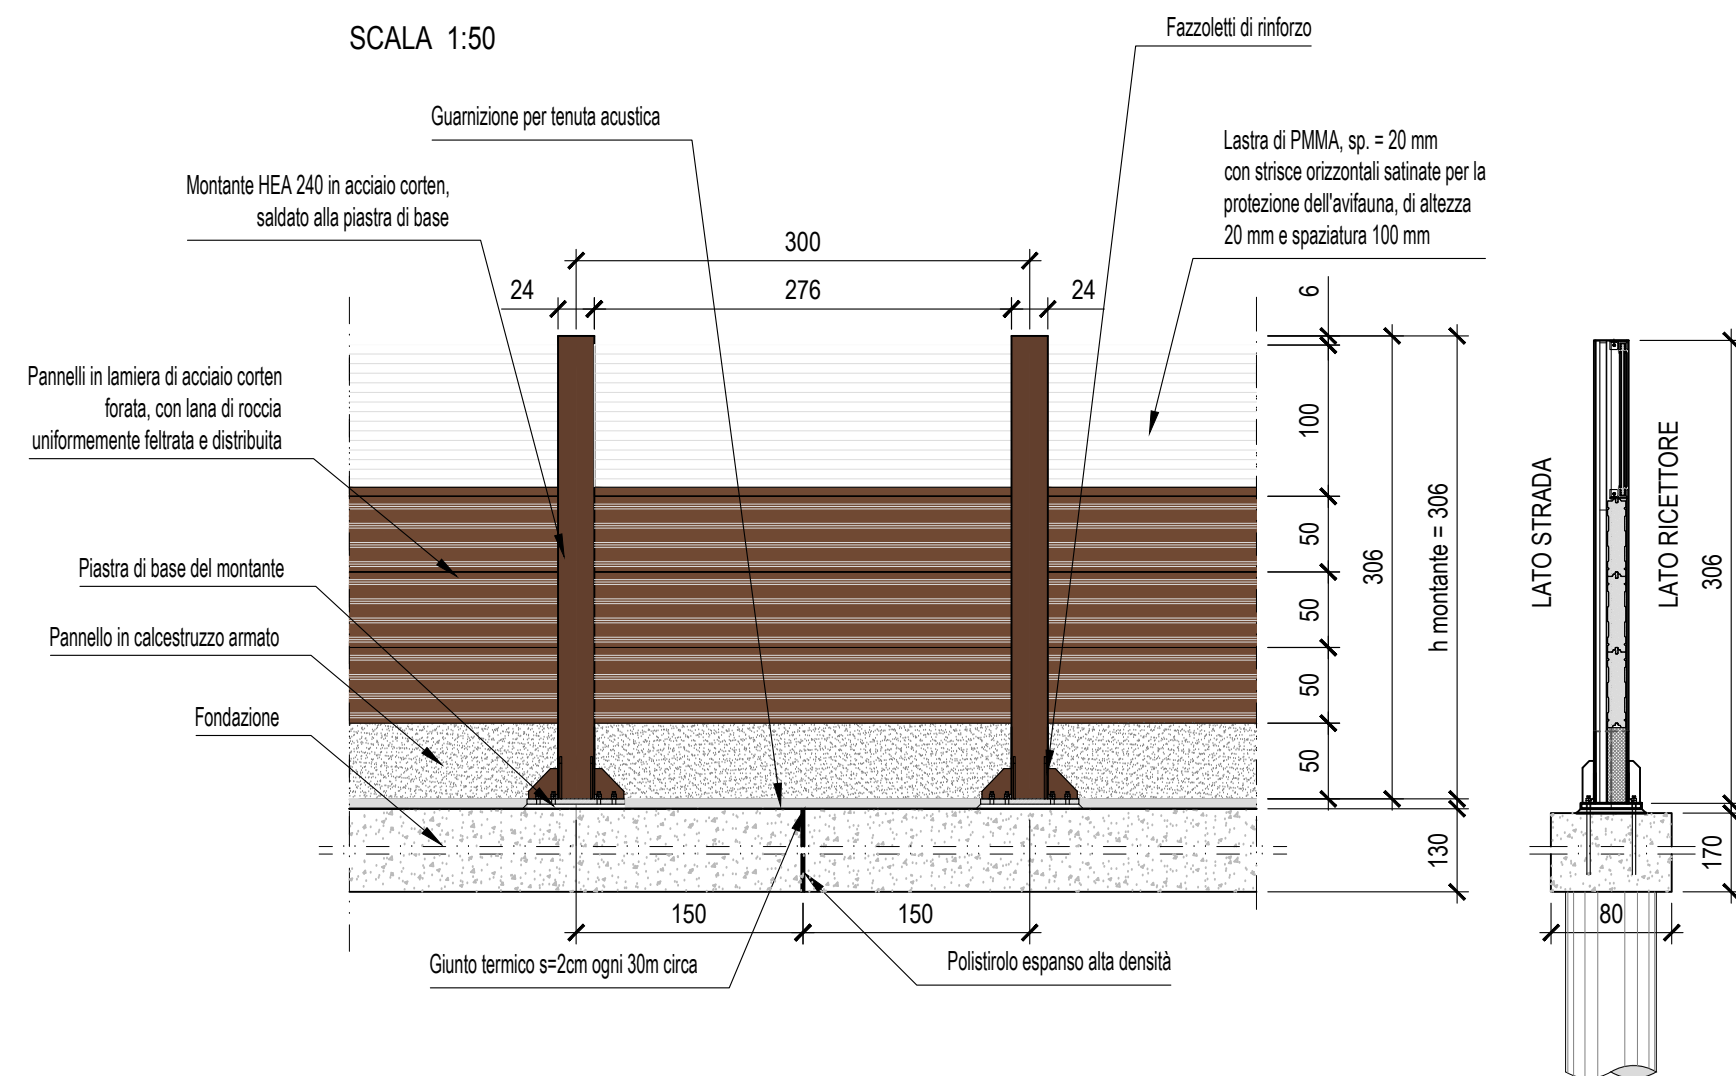 SCALA 1:50
Fazzoletti di rinforzo
Guarnizione per tenuta acustica
Lastra di PMMA, sp. = 20 mm
con strisce orizzontali satinate per la
protezione dell'avifauna, di altezza
20 mm e spaziatura 100 mm
Montante HEA 240 in acciaio corten,
saldato alla piastra di base
300
24
276
24
6
Pannelli in lamiera di acciaio corten
forata, con lana di roccia
uniformemente feltrata e distribuita
100
50
50
50
50
306
h montante = 306
130
LATO STRADA
LATO RICETTORE
306
170
80
Piastra di base del montante
Pannello in calcestruzzo armato
Fondazione
150
150
Giunto termico s=2cm ogni 30m circa
Polistirolo espanso alta densità